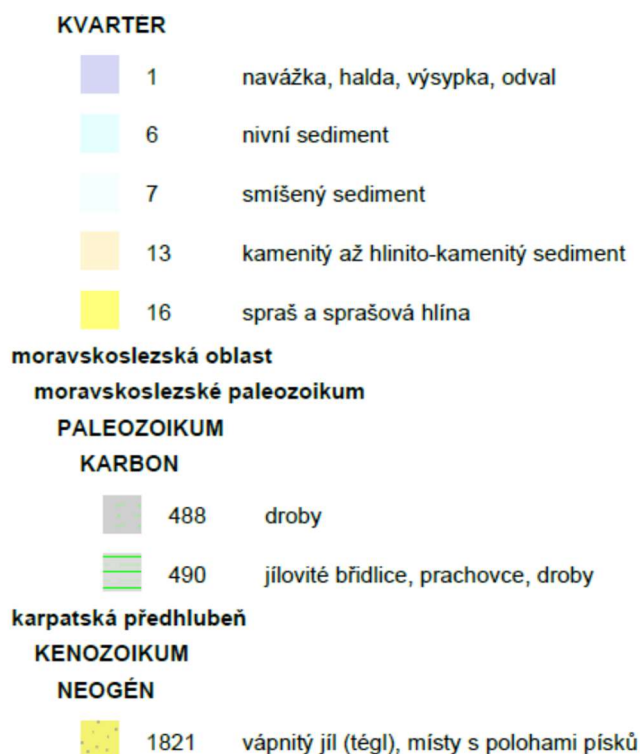 KVARTÉR
1 navážka, halda, výsypka, odval
6 nivní sediment
7 smíšený sediment
13 kamenitý až hlinito-kamenitý sediment
16 spraš a sprašová hlína
moravskoslezská oblast
moravskoslezské paleozoikum
PALEOZOIKUM
KARBON
488 droby
490 jílovité břidlice, prachovce, droby
karpatská předhlubeň
KENOZOIKUM
NEOGÉN
1821 vápnitý jíl (tégl), místy s polohami písků